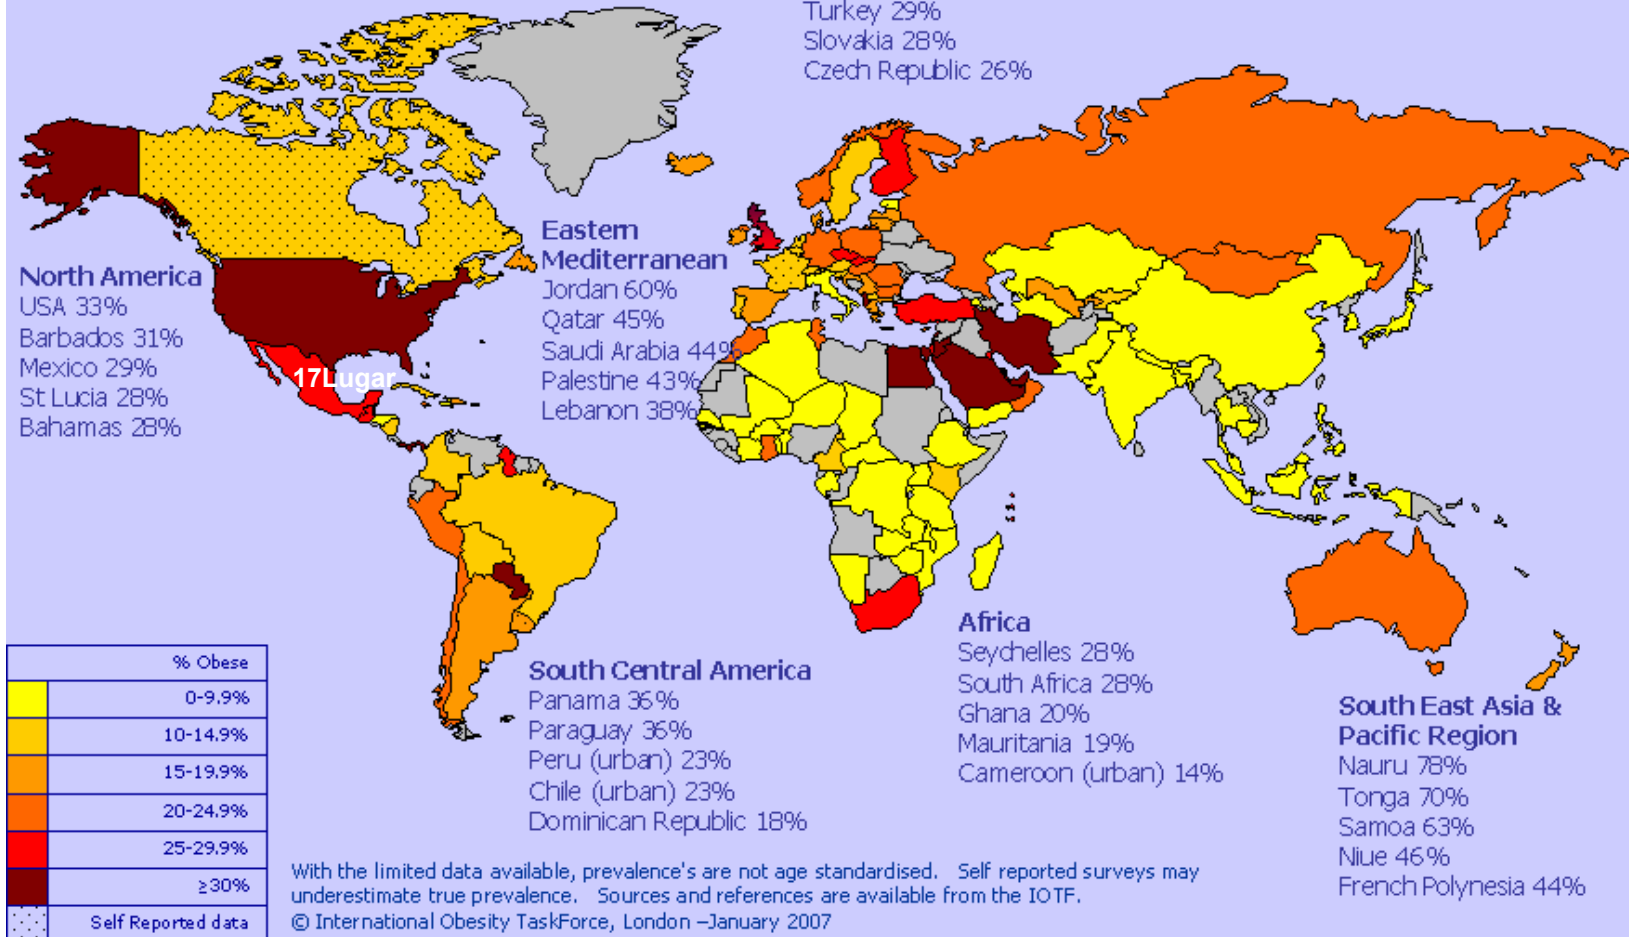 Turkey 29%
Slovakia 28%
Czech Republic 26%
North America
USA 33%
Barbados 31%
Mexico 29%
St Lucia 28%
Bahamas 28%
17Lugar
Eastern
Mediterranean
Jordan 60%
Qatar 45%
Saudi Arabia 44%
Palestine 43%
Lebanon 38%
South Central America
Panama 36%
Paraguay 36%
Peru (urban) 23%
Chile (urban) 23%
Dominican Republic 18%
Africa
Seychelles 28%
South Africa 28%
Ghana 20%
Mauritania 19%
Cameroon (urban) 14%
South East Asia &
Pacific Region
Nauru 78%
Tonga 70%
Samoa 63%
Niue 46%
French Polynesia 44%
% Obese
0-9.9%
10-14.9%
15-19.9%
20-24.9%
25-29.9%
≥30%
Self Reported data
With the limited data available, prevalence's are not age standardised. Self reported surveys may
underestimate true prevalence. Sources and references are available from the IOTF.
© International Obesity TaskForce, London –January 2007